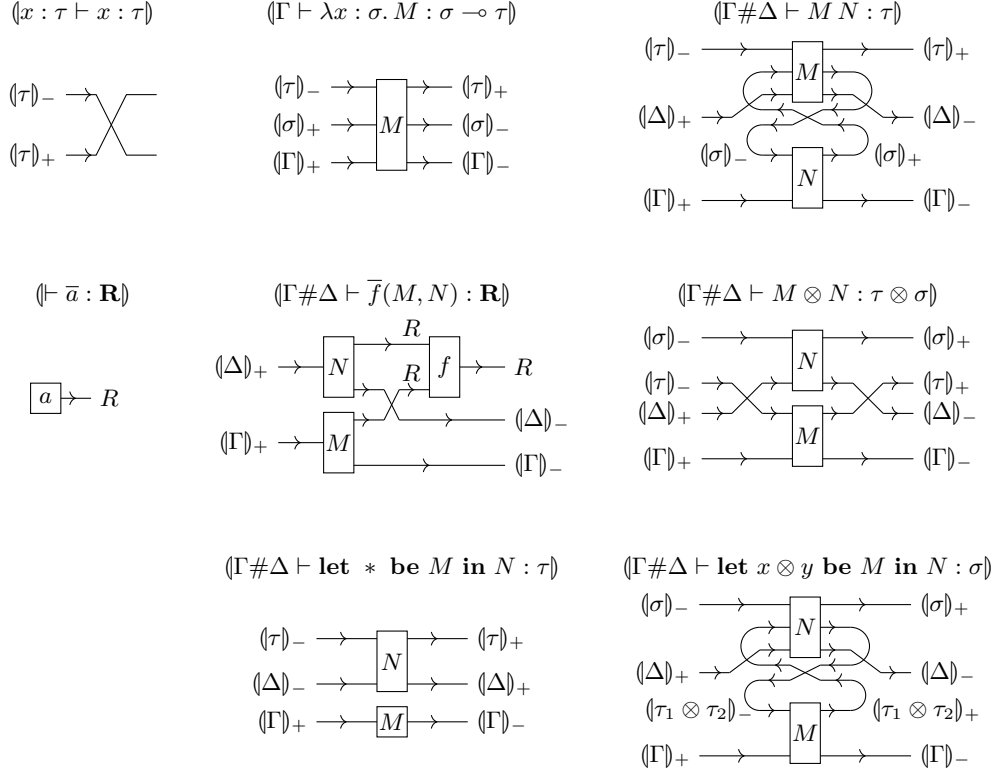 ⦇x : τ ⊢ x : τ⦈
⦇τ⦈₋
⦇τ⦈₊
⦇Γ ⊢ λx : σ. M : σ ⊸ τ⦈
⦇τ⦈₋ ⦇τ⦈₊
⦇σ⦈₊ M ⦇σ⦈₋
⦇Γ⦈₊ ⦇Γ⦈₋
⦇Γ#Δ ⊢ M N : τ⦈
⦇τ⦈₋ ⦇τ⦈₊
M
⦇Δ⦈₊ ⦇Δ⦈₋
⦇σ⦈₋ ⦇σ⦈₊
N
⦇Γ⦈₊ ⦇Γ⦈₋
⦇⊢ a̅ : R⦈
a R
⦇Γ#Δ ⊢ f̅(M, N) : R⦈
R
⦇Δ⦈₊ N R f R
⦇Δ⦈₋
⦇Γ⦈₊ M
⦇Γ⦈₋
⦇Γ#Δ ⊢ M ⊗ N : τ ⊗ σ⦈
⦇σ⦈₋ ⦇σ⦈₊
N
⦇τ⦈₋ ⦇τ⦈₊
⦇Δ⦈₊ ⦇Δ⦈₋
M
⦇Γ⦈₊ ⦇Γ⦈₋
⦇Γ#Δ ⊢ let ∗ be M in N : τ⦈
⦇τ⦈₋ ⦇τ⦈₊
N
⦇Δ⦈₋ ⦇Δ⦈₊
⦇Γ⦈₊ M ⦇Γ⦈₋
⦇Γ#Δ ⊢ let x ⊗ y be M in N : σ⦈
⦇σ⦈₋ ⦇σ⦈₊
N
⦇Δ⦈₊ ⦇Δ⦈₋
⦇τ₁ ⊗ τ₂⦈₋ ⦇τ₁ ⊗ τ₂⦈₊
M
⦇Γ⦈₊ ⦇Γ⦈₋